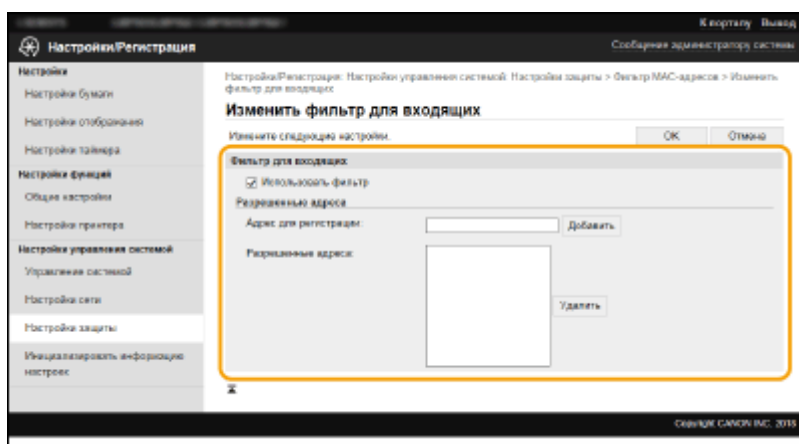 К порталу Выход
Настройки/Регистрация
Сообщение администратору системы
Настройки
Настройки бумаги
Настройки отображения
Настройки таймера
Настройки функций
Общие настройки
Настройки принтера
Настройки управления системой
Управление системой
Настройки сети
Настройки защиты
Инициализировать информацию
настроек
Настройки/Регистрация: Настройки управления системой: Настройки защиты > Фильтр MAC-адресов > Изменить
фильтр для входящих
Изменить фильтр для входящих
Измените следующие настройки.
OK Отмена
Фильтр для входящих
Использовать фильтр
Разрешенные адреса
Адрес для регистрации:
Добавить
Разрешенные адреса:
Удалить
Copyright CANON INC. 2018